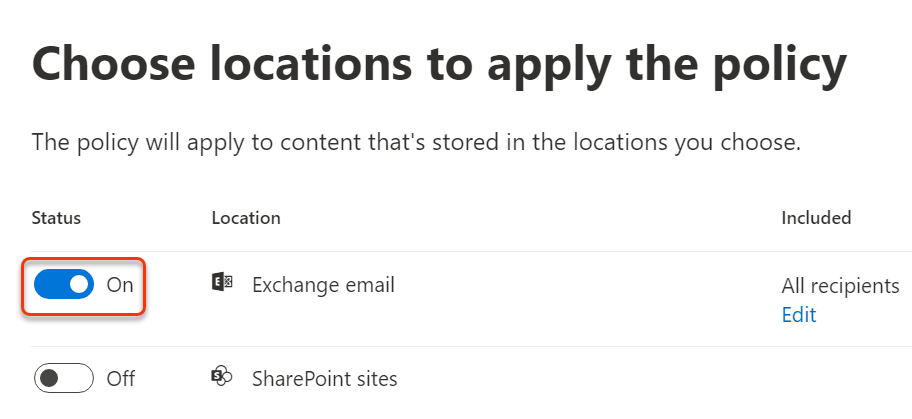 Choose locations to apply the policy
The policy will apply to content that's stored in the locations you choose.
Status Location Included
On Exchange email All recipients
Edit
Off SharePoint sites